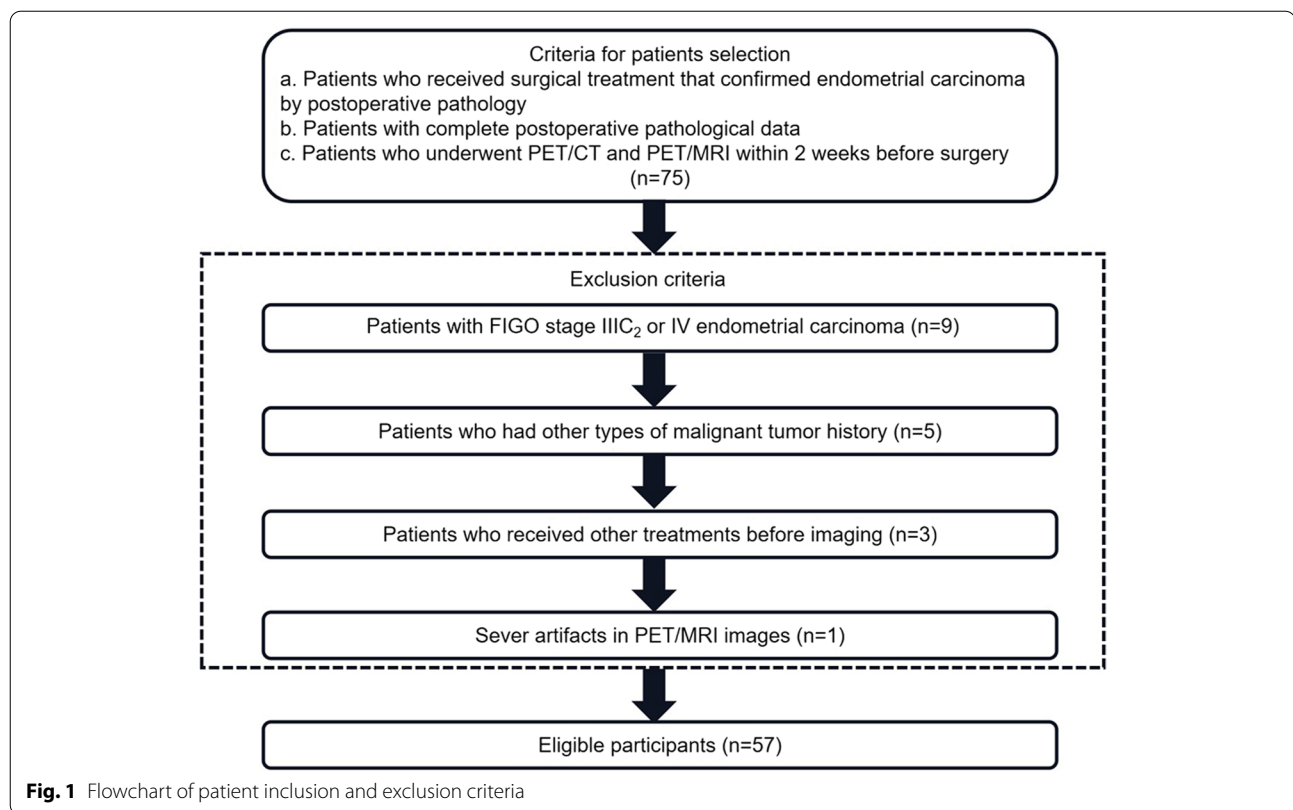 Criteria for patients selection
a. Patients who received surgical treatment that confirmed endometrial carcinoma
by postoperative pathology
b. Patients with complete postoperative pathological data
c. Patients who underwent PET/CT and PET/MRI within 2 weeks before surgery
(n=75)
Exclusion criteria
Patients with FIGO stage IIIC₂ or IV endometrial carcinoma (n=9)
Patients who had other types of malignant tumor history (n=5)
Patients who received other treatments before imaging (n=3)
Sever artifacts in PET/MRI images (n=1)
Eligible participants (n=57)
Fig. 1 Flowchart of patient inclusion and exclusion criteria